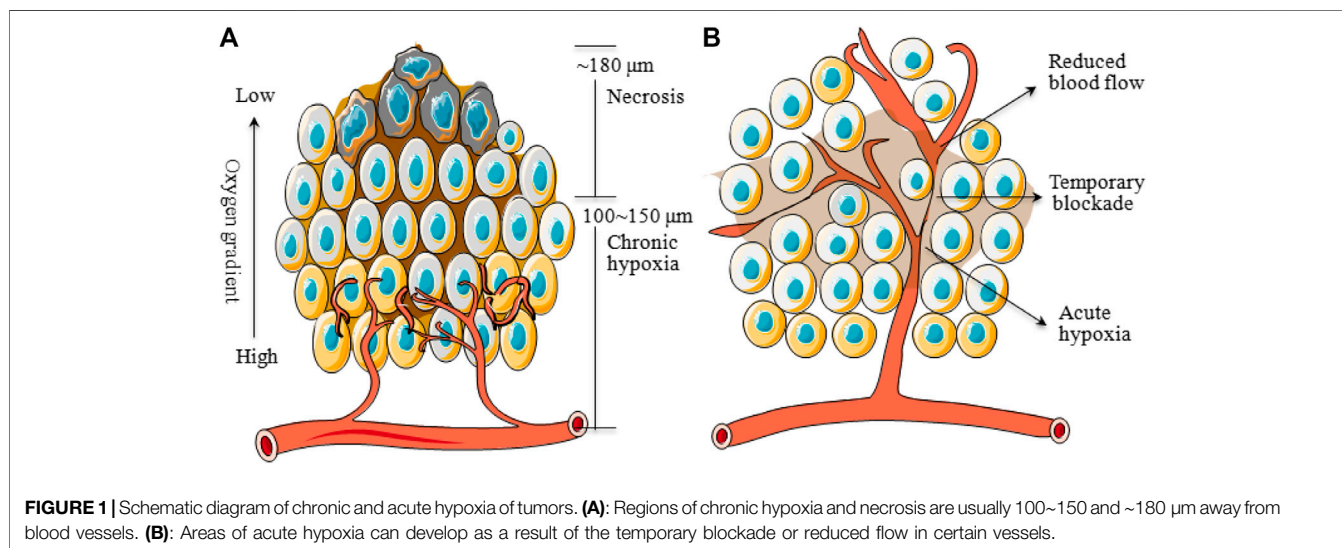 A
Low
Oxygen gradient
High
~180 μm
Necrosis
100~150 μm
Chronic
hypoxia
B
Reduced
blood flow
Temporary
blockade
Acute
hypoxia
FIGURE 1 | Schematic diagram of chronic and acute hypoxia of tumors. (A): Regions of chronic hypoxia and necrosis are usually 100~150 and ~180 μm away from
blood vessels. (B): Areas of acute hypoxia can develop as a result of the temporary blockade or reduced flow in certain vessels.